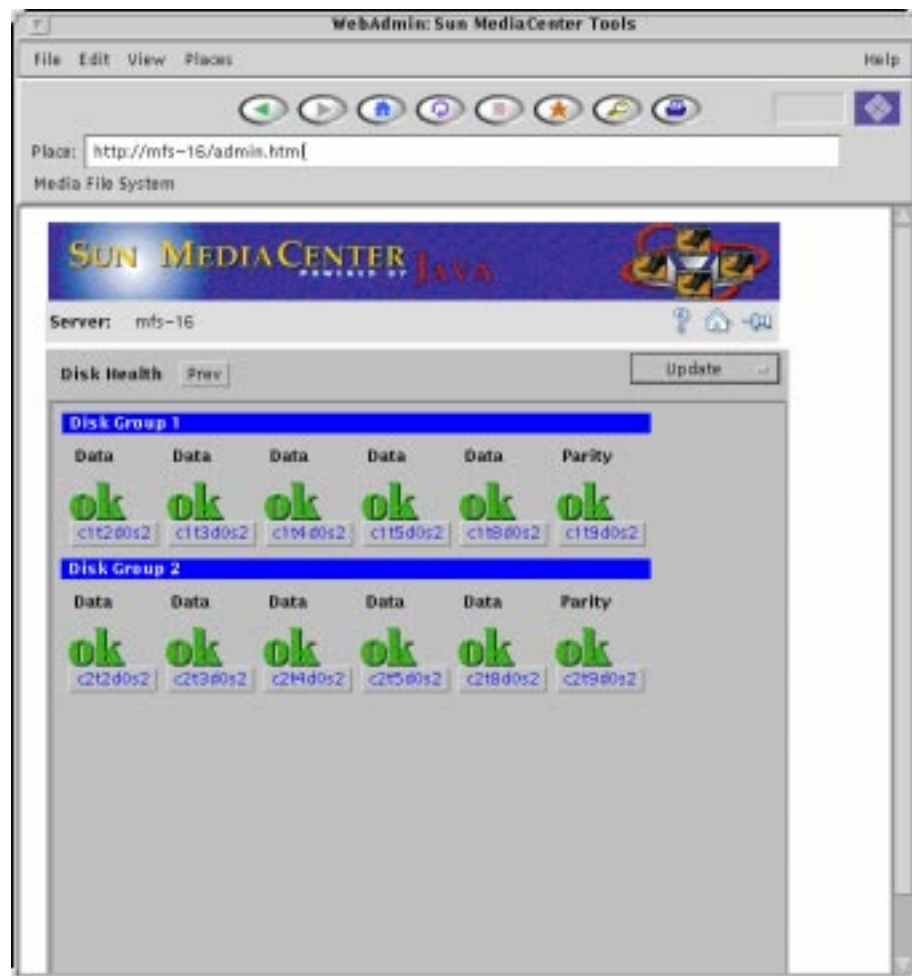 WebAdmin: Sun MediaCenter Tools
File Edit View Places Help
Place: http://mfs-16/admin.html
Media File System
SUN MEDIACENTER
POWERED BY JAVA
Server: mfs-16
Disk Health Prev Update
Disk Group 1
Data Data Data Data Data Parity
ok ok ok ok ok ok
c1t2d0s2 c1t3d0s2 c1t4d0s2 c1t5d0s2 c1t8d0s2 c1t9d0s2
Disk Group 2
Data Data Data Data Data Parity
ok ok ok ok ok ok
c2t2d0s2 c2t3d0s2 c2t4d0s2 c2t5d0s2 c2t8d0s2 c2t9d0s2